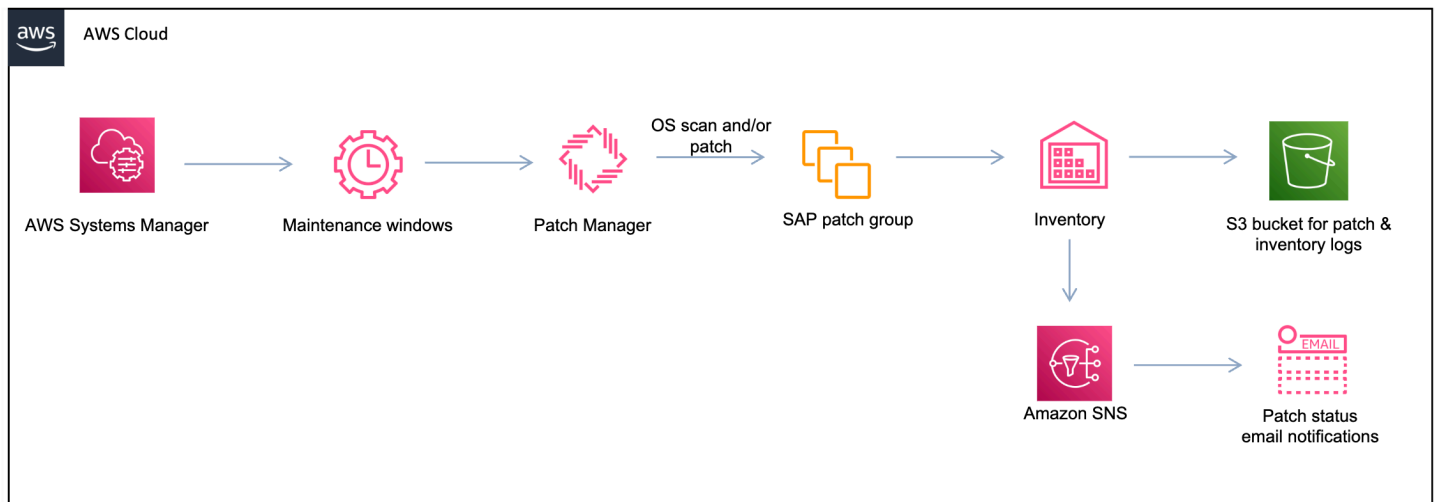 aws
AWS Cloud
OS scan and/or
patch
AWS Systems Manager
Maintenance windows
Patch Manager
SAP patch group
Inventory
S3 bucket for patch &
inventory logs
EMAIL
Amazon SNS
Patch status
email notifications